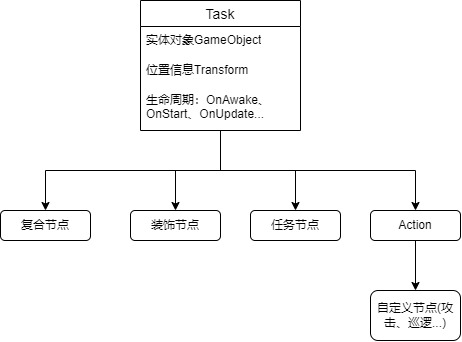 Task
实体对象GameObject
位置信息Transform
生命周期：OnAwake、
OnStart、OnUpdate...
复合节点
装饰节点
任务节点
Action
自定义节点(攻
击、巡逻...)